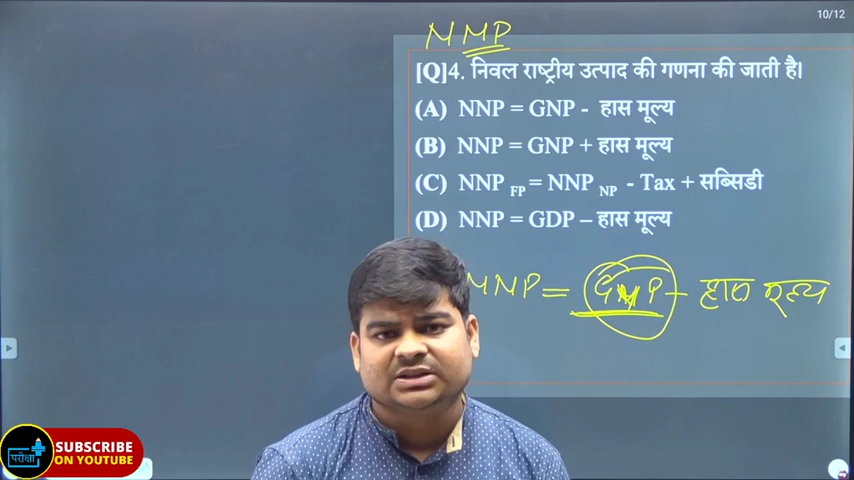 10/12
NNP
[Q]4. निवल राष्ट्रीय उत्पाद की गणना की जाती है।
(A) NNP = GNP - हास मूल्य
(B) NNP = GNP + हास मूल्य
(C) NNP FP = NNP NP - Tax + सब्सिडी
(D) NNP = GDP – हास मूल्य
NNP = GNP - हास मूल्य
परीक्षा
SUBSCRIBE
ON YOUTUBE